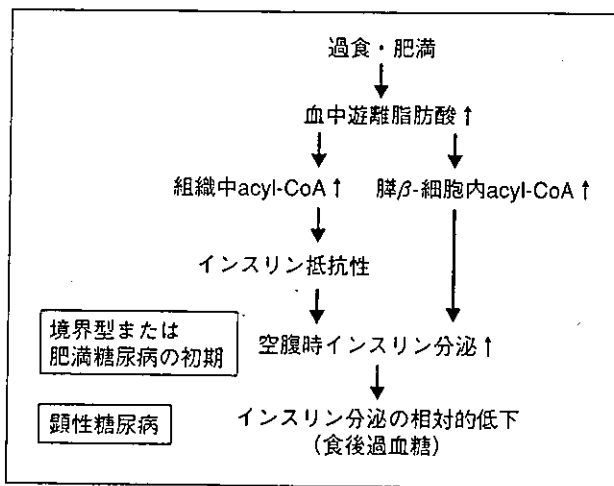 過食・肥満
血中遊離脂肪酸↑
組織中acyl-CoA↑
膵β-細胞内acyl-CoA↑
インスリン抵抗性
境界型または
肥満糖尿病の初期
空腹時インスリン分泌↑
顕性糖尿病
インスリン分泌の相対的低下
(食後過血糖)